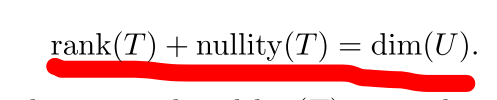 rank(T) + nullity(T) = dim(U).